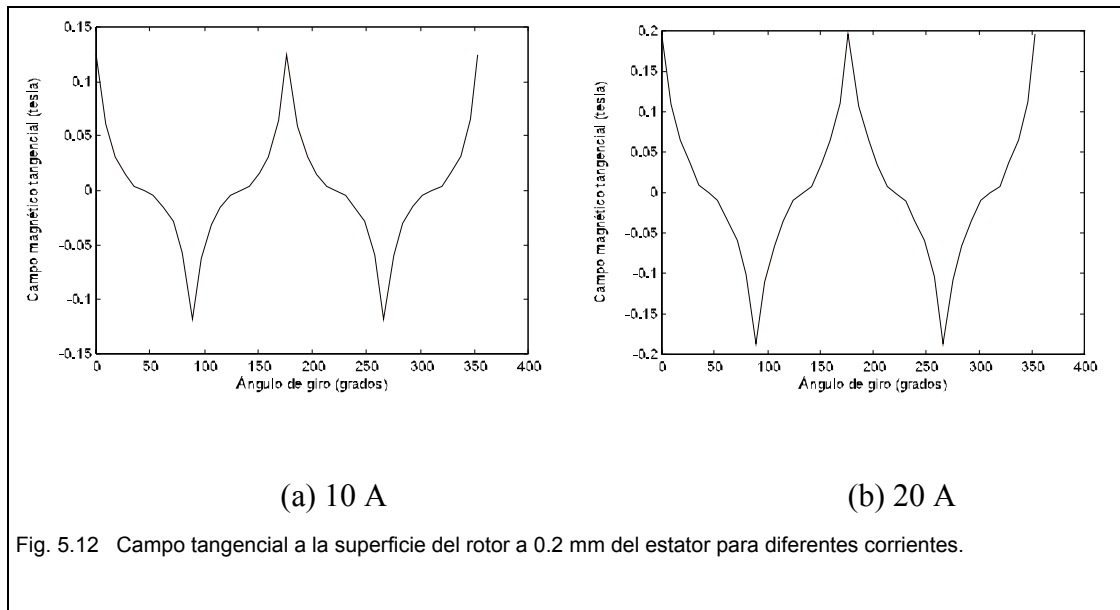 0.15
0.1
0.05
0
-0.05
-0.1
-0.15
Campo magnético tangencial (tesla)
0 50 100 150 200 250 300 350 400
Ángulo de giro (grados)
0.2
0.15
0.1
0.05
0
-0.05
-0.1
-0.15
-0.2
Campo magnético tangencial (tesla)
0 50 100 150 200 250 300 350 400
Ángulo de giro (grados)
(a) 10 A
(b) 20 A
Fig. 5.12 Campo tangencial a la superficie del rotor a 0.2 mm del estator para diferentes corrientes.